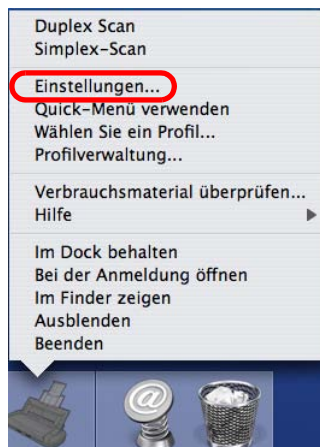 Duplex Scan
Simplex-Scan
Einstellungen...
Quick-Menü verwenden
Wählen Sie ein Profil...
Profilverwaltung...
Verbrauchsmaterial überprüfen...
Hilfe
Im Dock behalten
Bei der Anmeldung öffnen
Im Finder zeigen
Ausblenden
Beenden
@